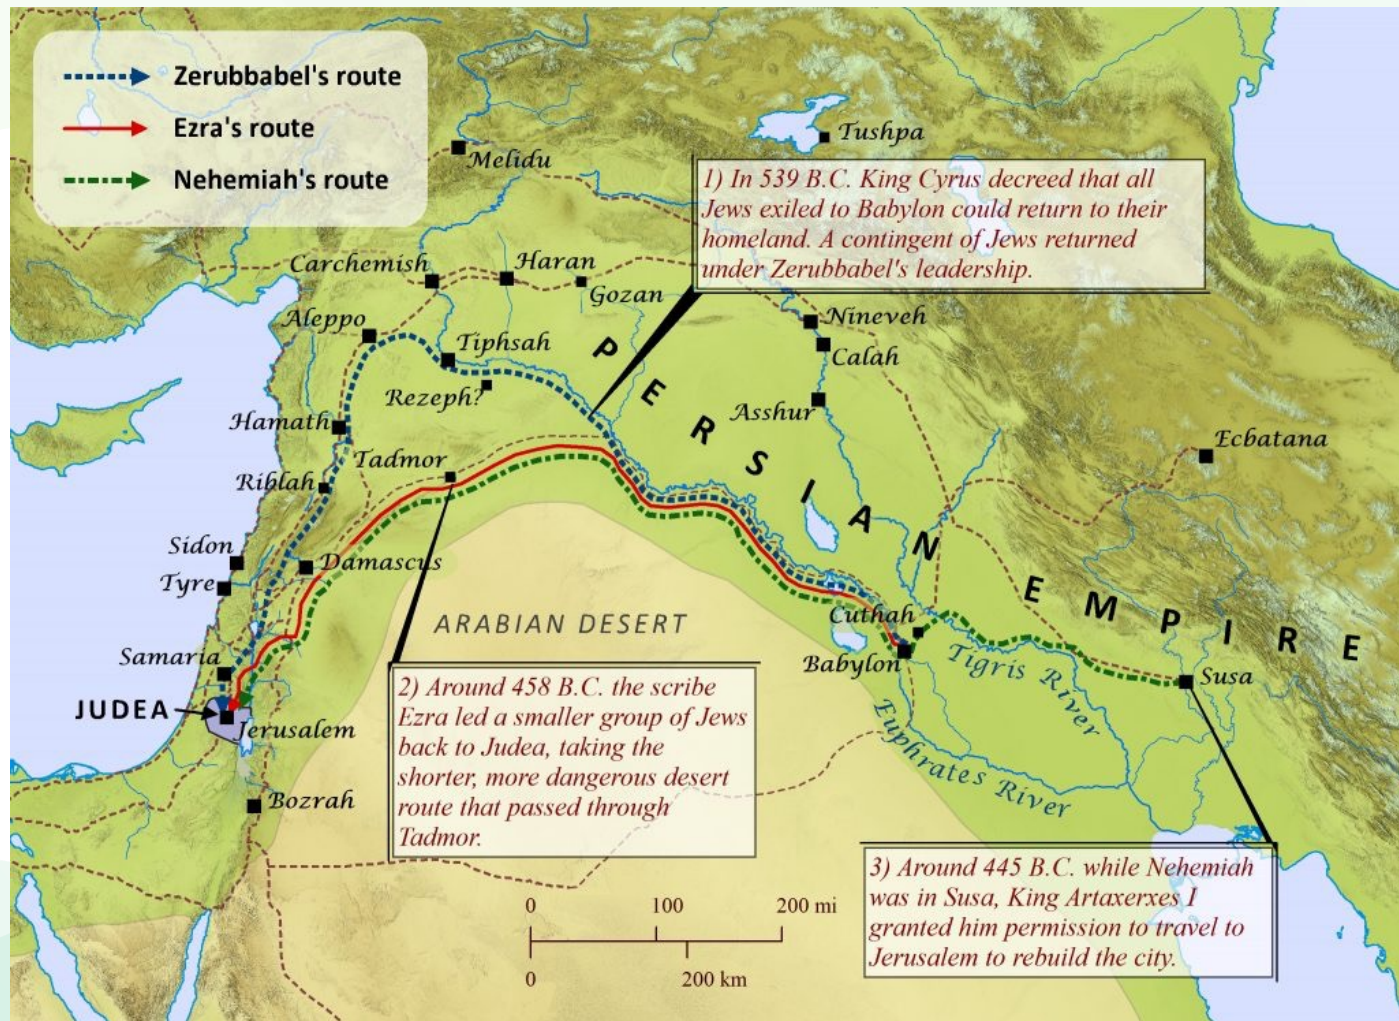 Zerubbabel's route
Ezra's route
Nehemiah's route
Tushpa
Melidu
1) In 539 B.C. King Cyrus decreed that all
Jews exiled to Babylon could return to their
homeland. A contingent of Jews returned
under Zerubbabel's leadership.
Carchemish
Haran
Gozan
Aleppo
Nineveh
Tiphsah
Calah
Rezeph?
Asshur
Hamath
Ecbatana
Tadmor
Riblah
PERSIAN EMPIRE
Sidon
Damascus
Tyre
ARABIAN DESERT
Cuthah
Samaria
Babylon
Tigris River
Susa
JUDEA
Jerusalem
Euphrates River
2) Around 458 B.C. the scribe
Ezra led a smaller group of Jews
back to Judea, taking the
shorter, more dangerous desert
route that passed through
Tadmor.
Bozrah
3) Around 445 B.C. while Nehemiah
was in Susa, King Artaxerxes I
granted him permission to travel to
Jerusalem to rebuild the city.
0 100 200 mi
0 200 km